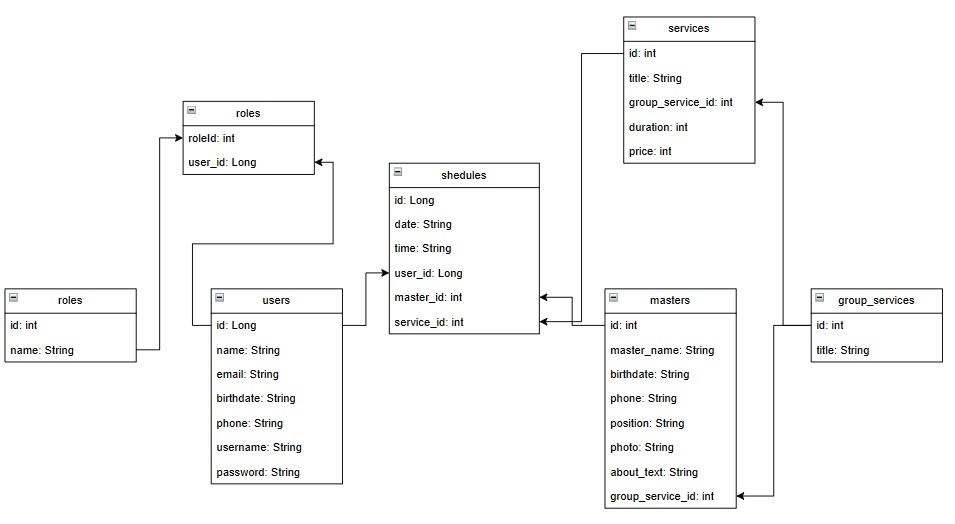 services
id: int
title: String
group_service_id: int
duration: int
price: int
roles
roleId: int
user_id: Long
shedules
id: Long
date: String
time: String
user_id: Long
master_id: int
service_id: int
roles
id: int
name: String
users
id: Long
name: String
email: String
birthdate: String
phone: String
username: String
password: String
masters
id: int
master_name: String
birthdate: String
phone: String
position: String
photo: String
about_text: String
group_service_id: int
group_services
id: int
title: String